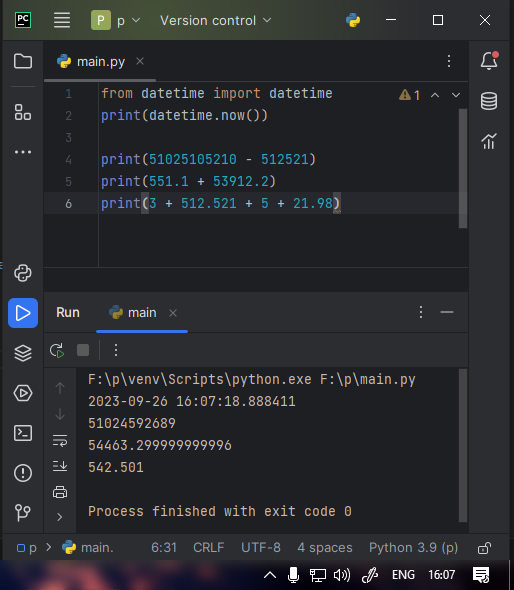 PC P p Version control
main.py
1 from datetime import datetime 1
2 print(datetime.now())
3
4 print(51025105210 - 512521)
5 print(551.1 + 53912.2)
6 print(3 + 512.521 + 5 + 21.98)
Run main
F:\p\venv\Scripts\python.exe F:\p\main.py
2023-09-26 16:07:18.888411
51024592689
54463.299999999996
542.501
Process finished with exit code 0
p > main. 6:31 CRLF UTF-8 4 spaces Python 3.9 (p)
ENG 16:07